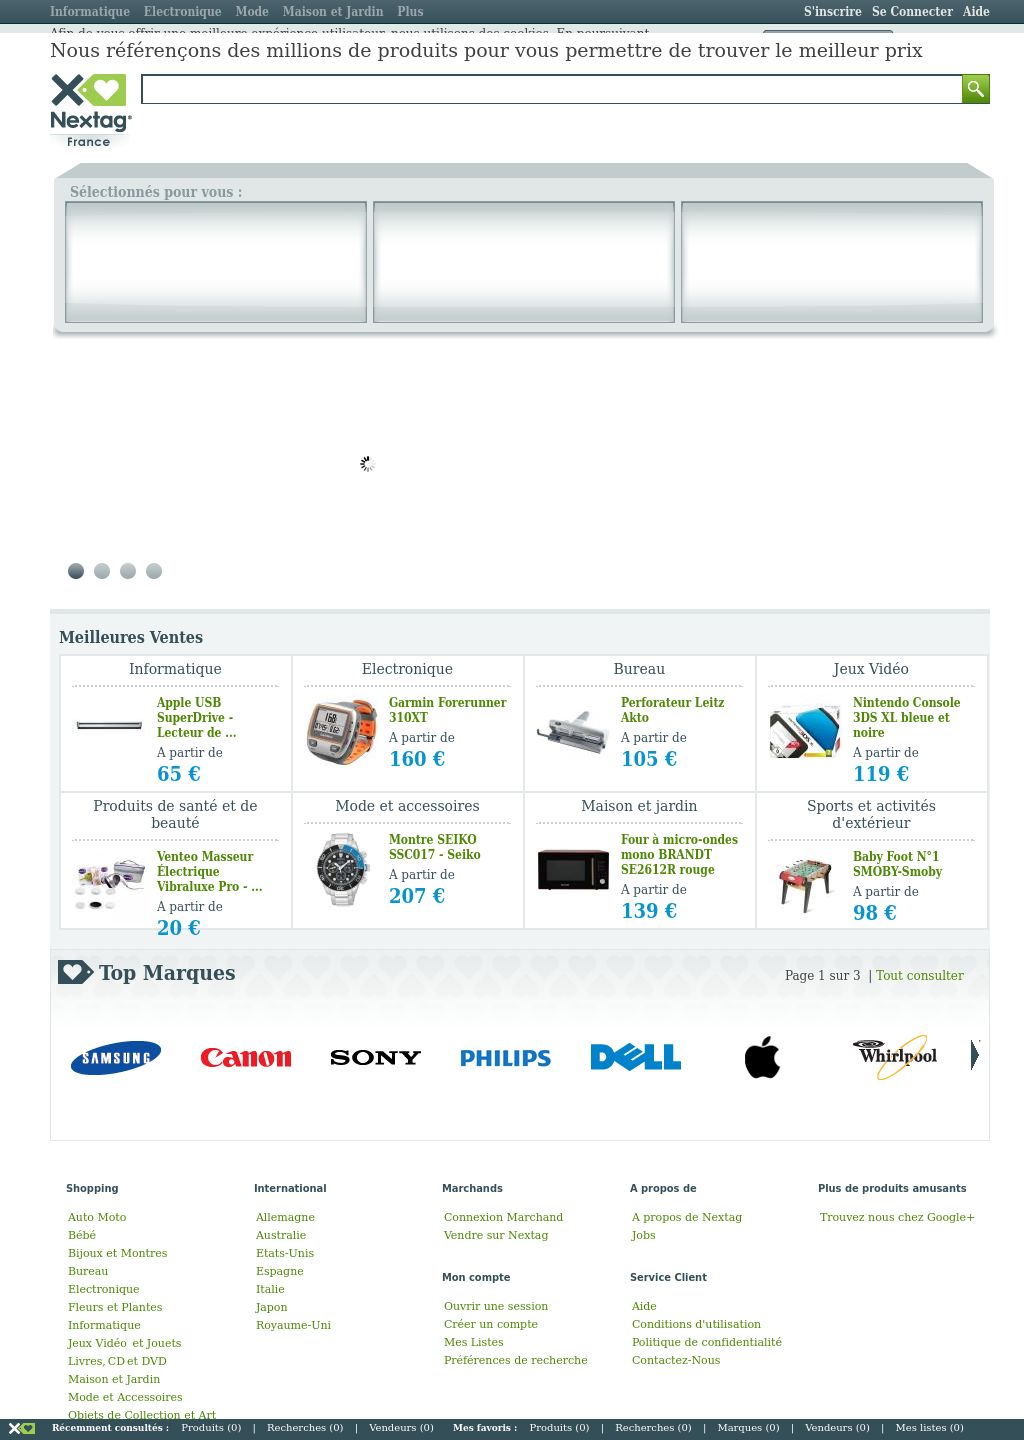 Informatique Electronique Mode Maison et Jardin Plus S'inscrire Se Connecter Aide
Afin de vous offrir une meilleure expérience utilisateur, nous utilisons des cookies. En poursuivant
Nous référençons des millions de produits pour vous permettre de trouver le meilleur prix
Nextag
France
Sélectionnés pour vous :
Meilleures Ventes
Informatique
Apple USB
SuperDrive -
Lecteur de ...
A partir de
65 €
Electronique
Garmin Forerunner
310XT
A partir de
160 €
Bureau
Perforateur Leitz
Akto
A partir de
105 €
Jeux Vidéo
Nintendo Console
3DS XL bleue et
noire
A partir de
119 €
Produits de santé et de
beauté
Venteo Masseur
Électrique
Vibraluxe Pro - ...
A partir de
20 €
Mode et accessoires
Montre SEIKO
SSC017 - Seiko
A partir de
207 €
Maison et jardin
Four à micro-ondes
mono BRANDT
SE2612R rouge
A partir de
139 €
Sports et activités
d'extérieur
Baby Foot N°1
SMOBY-Smoby
A partir de
98 €
Top Marques
Page 1 sur 3 | Tout consulter
SAMSUNG Canon SONY PHILIPS DELL Whirlpool
Shopping
Auto Moto
Bébé
Bijoux et Montres
Bureau
Electronique
Fleurs et Plantes
Informatique
Jeux Vidéo et Jouets
Livres, CD et DVD
Maison et Jardin
Mode et Accessoires
Objets de Collection et Art
International
Allemagne
Australie
Etats-Unis
Espagne
Italie
Japon
Royaume-Uni
Marchands
Connexion Marchand
Vendre sur Nextag
Mon compte
Ouvrir une session
Créer un compte
Mes Listes
Préférences de recherche
A propos de
A propos de Nextag
Jobs
Service Client
Aide
Conditions d'utilisation
Politique de confidentialité
Contactez-Nous
Plus de produits amusants
Trouvez nous chez Google+
Récemment consultés : Produits (0) | Recherches (0) | Vendeurs (0) Mes favoris : Produits (0) | Recherches (0) | Marques (0) | Vendeurs (0) | Mes listes (0)